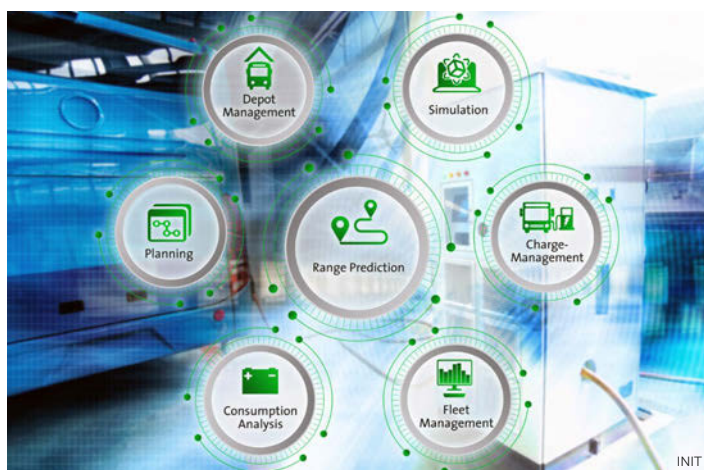 Depot
Management
Simulation
Planning
Range Prediction
Charge-
Management
Consumption
Analysis
Fleet
Management
INIT